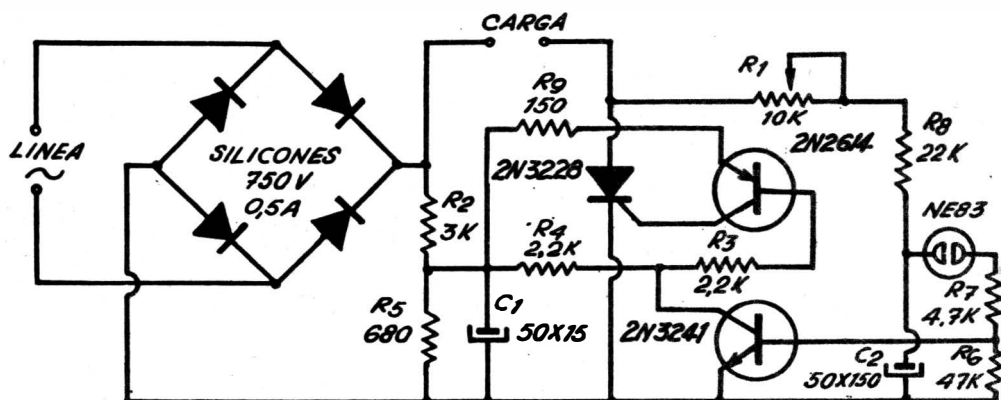 CARGA
LINEA
SILICONES
750V
0,5A
R9
150
R1
10K
2N2614
R8
22K
2N3228
NE83
R2
3K
R4
2,2K
R3
2,2K
R7
4,7K
R5
680
C1
50X15
2N3241
C2
50X150
R6
47K